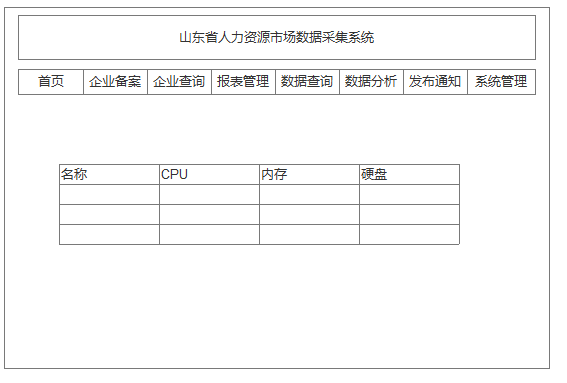 山东省人力资源市场数据采集系统
首页 企业备案 企业查询 报表管理 数据查询 数据分析 发布通知 系统管理
名称 CPU 内存 硬盘